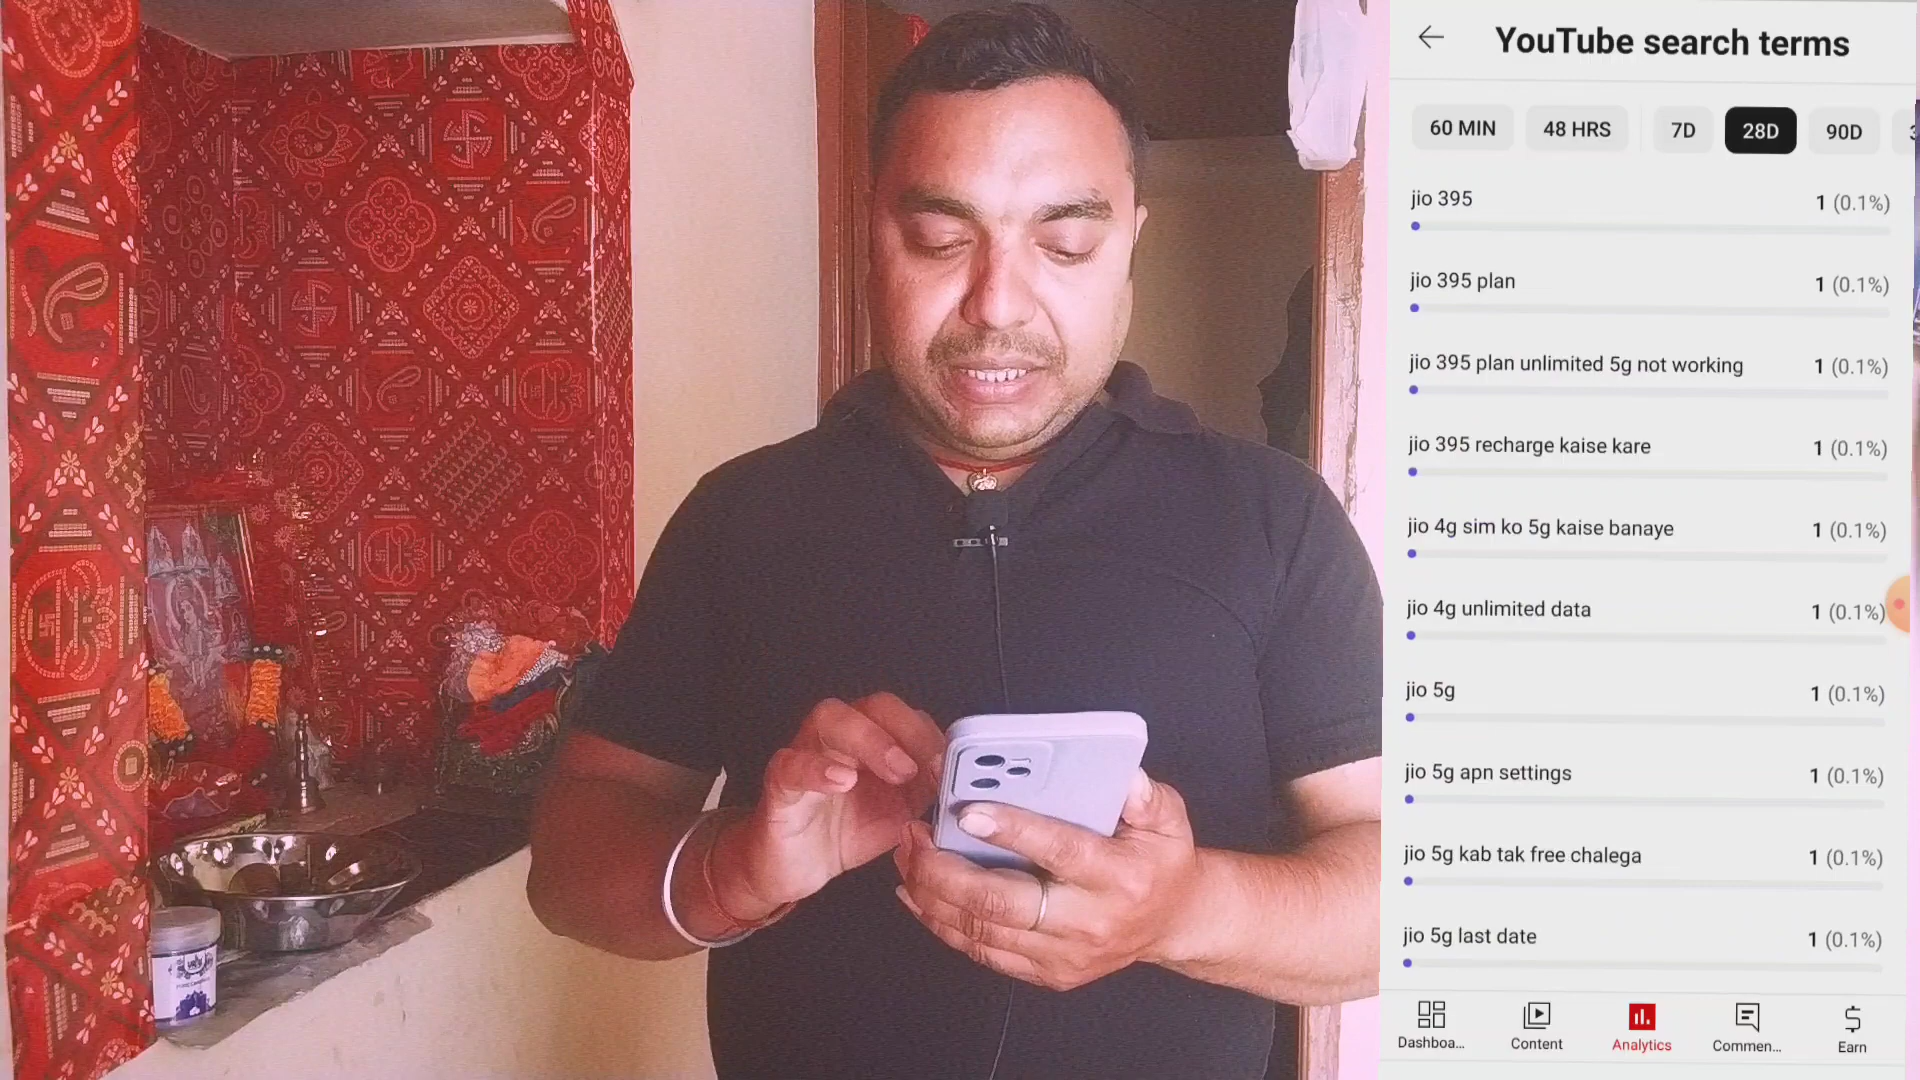 YouTube search terms
60 MIN 48 HRS 7D 28D 90D
jio 395 1 (0.1%)
jio 395 plan 1 (0.1%)
jio 395 plan unlimited 5g not working 1 (0.1%)
jio 395 recharge kaise kare 1 (0.1%)
jio 4g sim ko 5g kaise banaye 1 (0.1%)
jio 4g unlimited data 1 (0.1%)
jio 5g 1 (0.1%)
jio 5g apn settings 1 (0.1%)
jio 5g kab tak free chalega 1 (0.1%)
jio 5g last date 1 (0.1%)
Dashboa... Content Analytics Commen... Earn